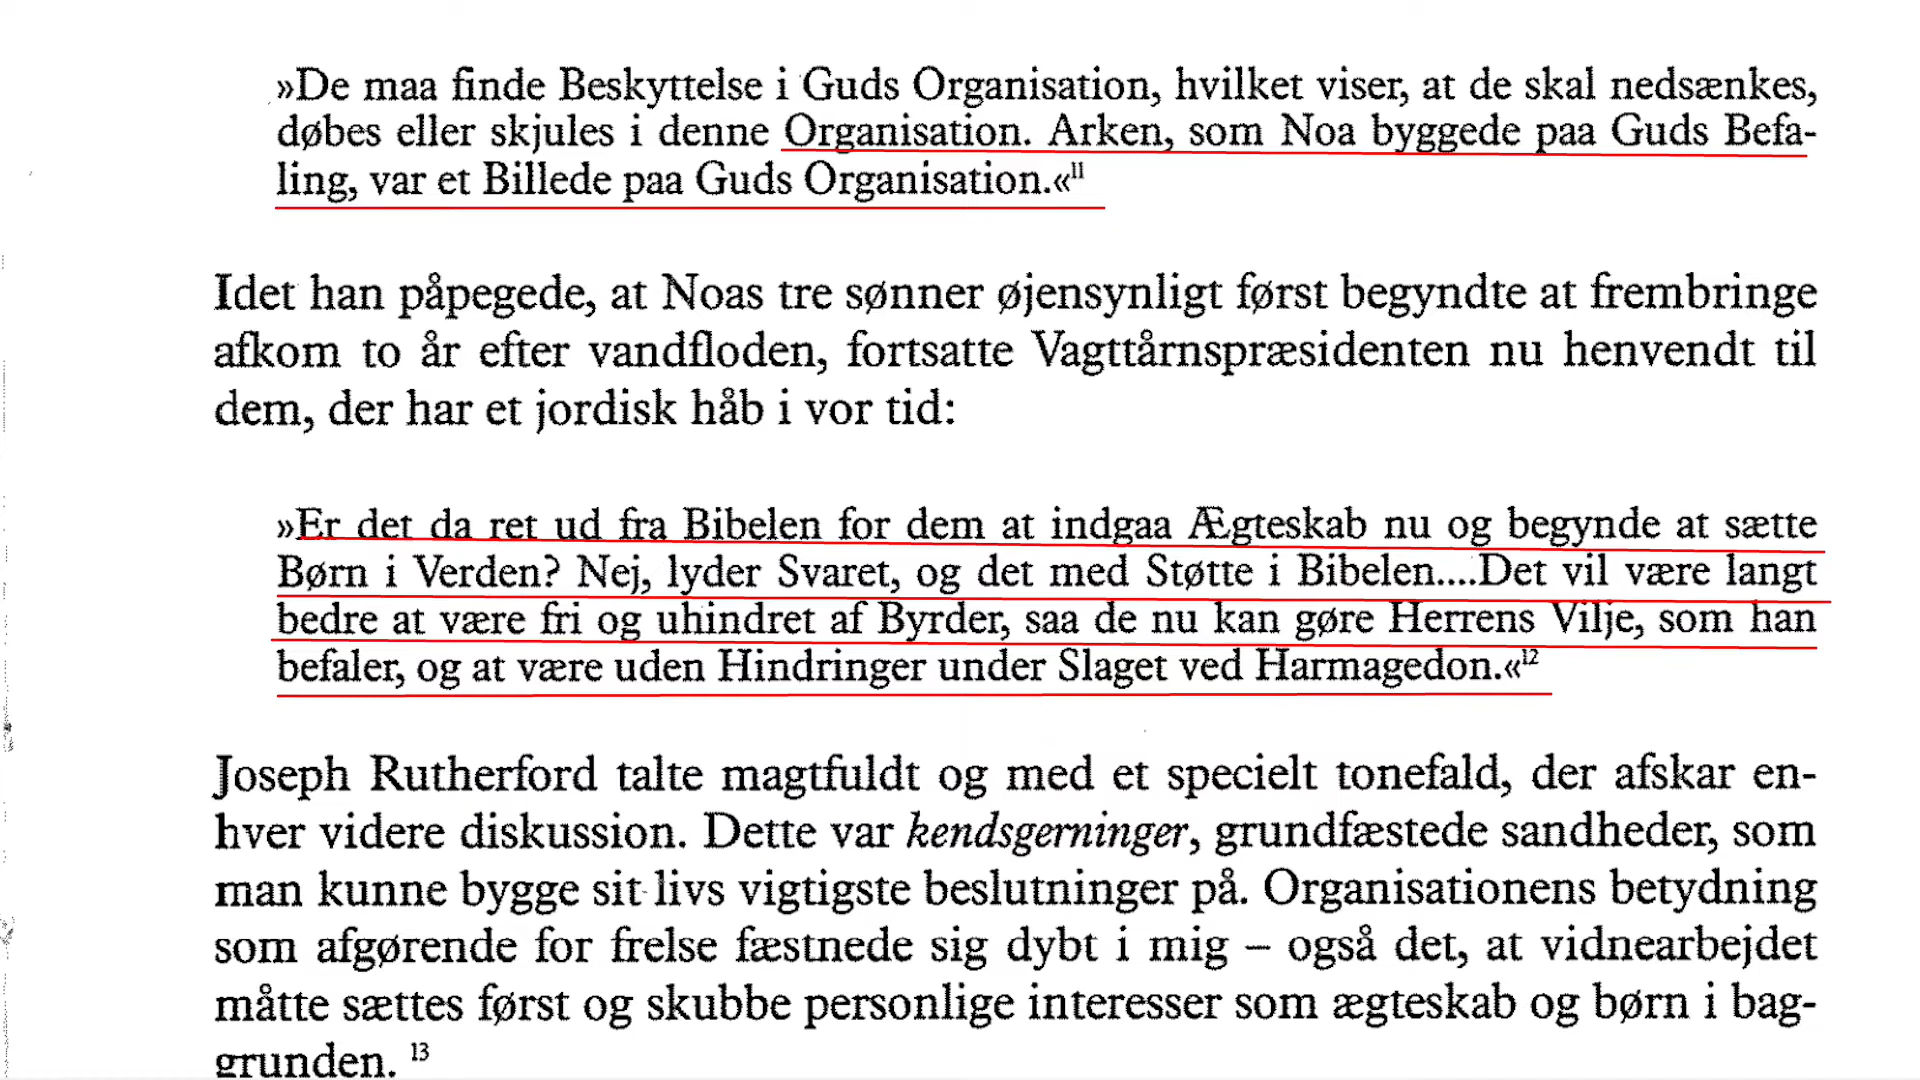 »De maa finde Beskyttelse i Guds Organisation, hvilket viser, at de skal nedsænkes,
døbes eller skjules i denne Organisation. Arken, som Noa byggede paa Guds Befa-
ling, var et Billede paa Guds Organisation.«11
Idet han påpegede, at Noas tre sønner øjensynligt først begyndte at frembringe
afkom to år efter vandfloden, fortsatte Vagttårnspræsidenten nu henvendt til
dem, der har et jordisk håb i vor tid:
»Er det da ret ud fra Bibelen for dem at indgaa Ægteskab nu og begynde at sætte
Børn i Verden? Nej, lyder Svaret, og det med Støtte i Bibelen....Det vil være langt
bedre at være fri og uhindret af Byrder, saa de nu kan gøre Herrens Vilje, som han
befaler, og at være uden Hindringer under Slaget ved Harmagedon.«12
Joseph Rutherford talte magtfuldt og med et specielt tonefald, der afskar en-
hver videre diskussion. Dette var kendsgerninger, grundfæstede sandheder, som
man kunne bygge sit livs vigtigste beslutninger på. Organisationens betydning
som afgørende for frelse fæstnede sig dybt i mig – også det, at vidnearbejdet
måtte sættes først og skubbe personlige interesser som ægteskab og børn i bag-
grunden. 13